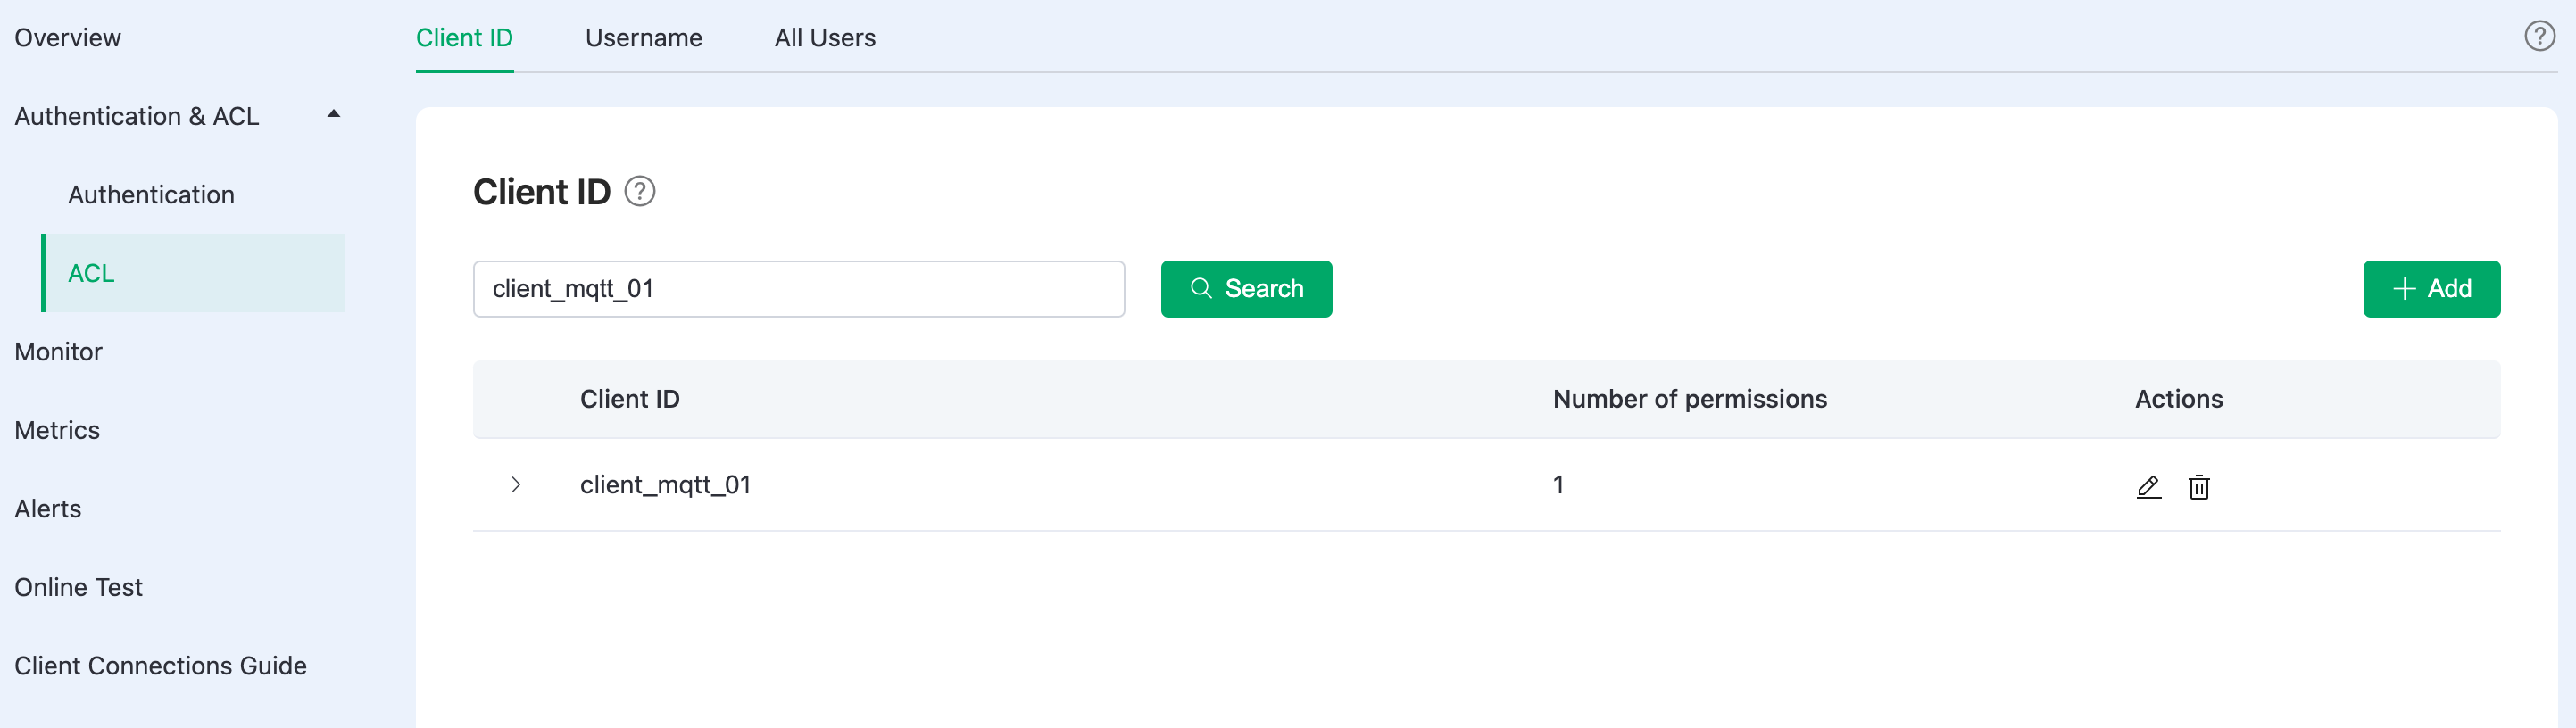 Overview
Authentication & ACL
Authentication
ACL
Monitor
Metrics
Alerts
Online Test
Client Connections Guide
Client ID Username All Users ?
Client ID ?
client_mqtt_01 Search Add
Client ID Number of permissions Actions
client_mqtt_01 1